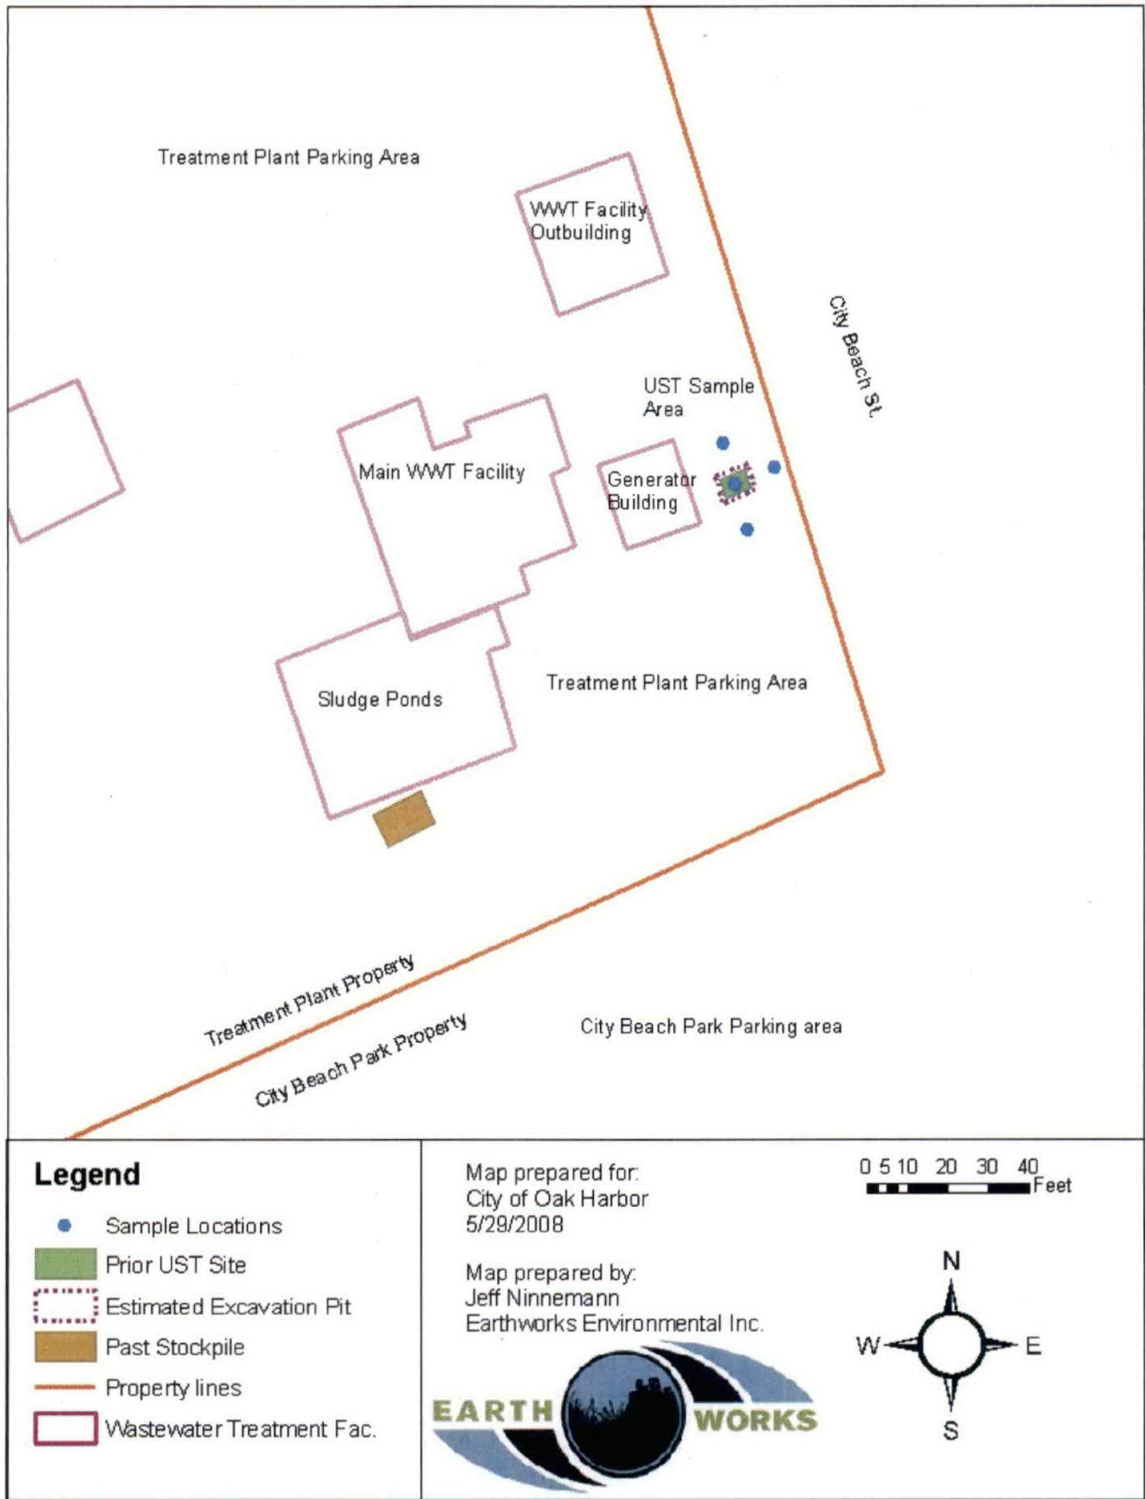 Treatment Plant Parking Area
WWT Facility
Outbuilding
City Beach St.
UST Sample
Area
Main WWT Facility
Generator
Building
Treatment Plant Parking Area
Sludge Ponds
Treatment Plant Property
City Beach Park Property
City Beach Park Parking area
Legend
Sample Locations
Prior UST Site
Estimated Excavation Pit
Past Stockpile
Property lines
Wastewater Treatment Fac.
Map prepared for:
City of Oak Harbor
5/29/2008
Map prepared by:
Jeff Ninnemann
Earthworks Environmental Inc.
EARTH WORKS
0 5 10 20 30 40
Feet
N
W E
S